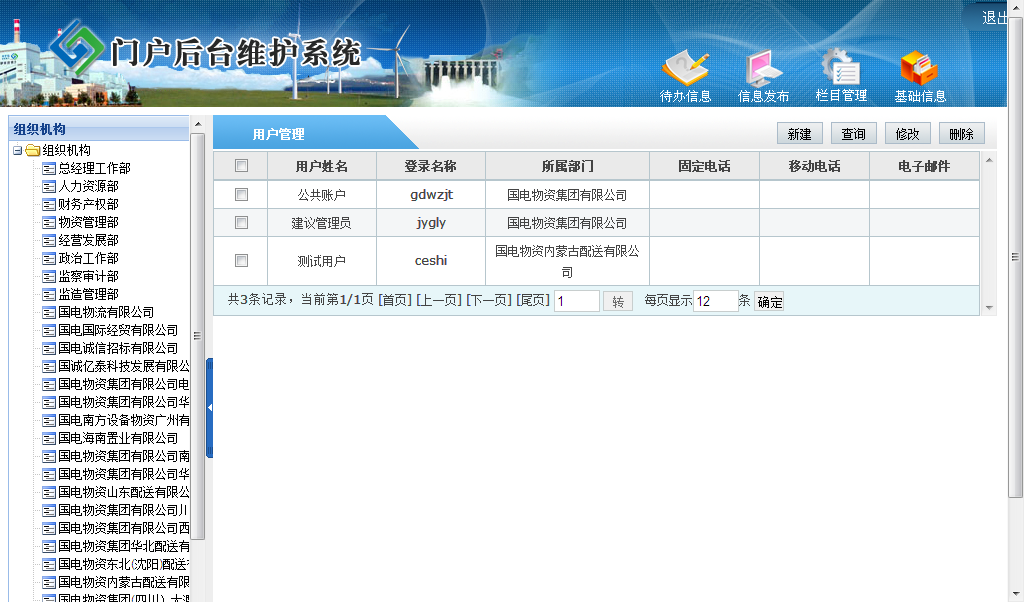 退出
门户后台维护系统
待办信息 信息发布 栏目管理 基础信息
组织机构
组织机构
总经理工作部
人力资源部
财务产权部
物资管理部
经营发展部
政治工作部
监察审计部
监造管理部
国电物流有限公司
国电国际经贸有限公司
国电诚信招标有限公司
国诚亿泰科技发展有限公
国电物资集团有限公司电
国电物资集团有限公司华
国电南方设备物资广州有
国电海南置业有限公司
国电物资集团有限公司南
国电物资集团有限公司华
国电物资山东配送有限公
国电物资集团有限公司川
国电物资集团有限公司西
国电物资集团华北配送有
国电物资东北(沈阳)配送
国电物资内蒙古配送有限
国电物资集团(四川) 大渡
用户管理
新建 查询 修改 删除
用户姓名 登录名称 所属部门 固定电话 移动电话 电子邮件
公共账户 gdwzjt 国电物资集团有限公司
建议管理员 jygly 国电物资集团有限公司
测试用户 ceshi 国电物资内蒙古配送有限公
司
共3条记录，当前第1/1页 [首页] [上一页] [下一页] [尾页] 1 转 每页显示 12 条 确定